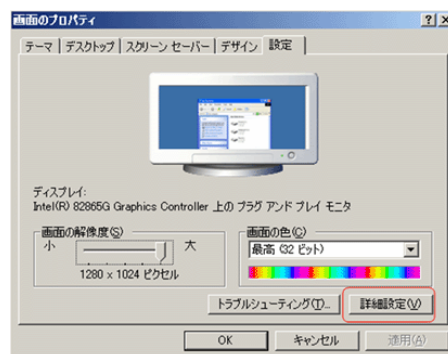 画面のプロパティ
テーマ デスクトップ スクリーン セーバー デザイン 設定
ディスプレイ:
Intel(R) 82865G Graphics Controller 上の プラグ アンド プレイ モニタ
画面の解像度(S)
小 大
1280 x 1024 ピクセル
画面の色(C)
最高 (32 ビット)
トラブルシューティング(T)... 詳細設定(V)
OK キャンセル 適用(A)